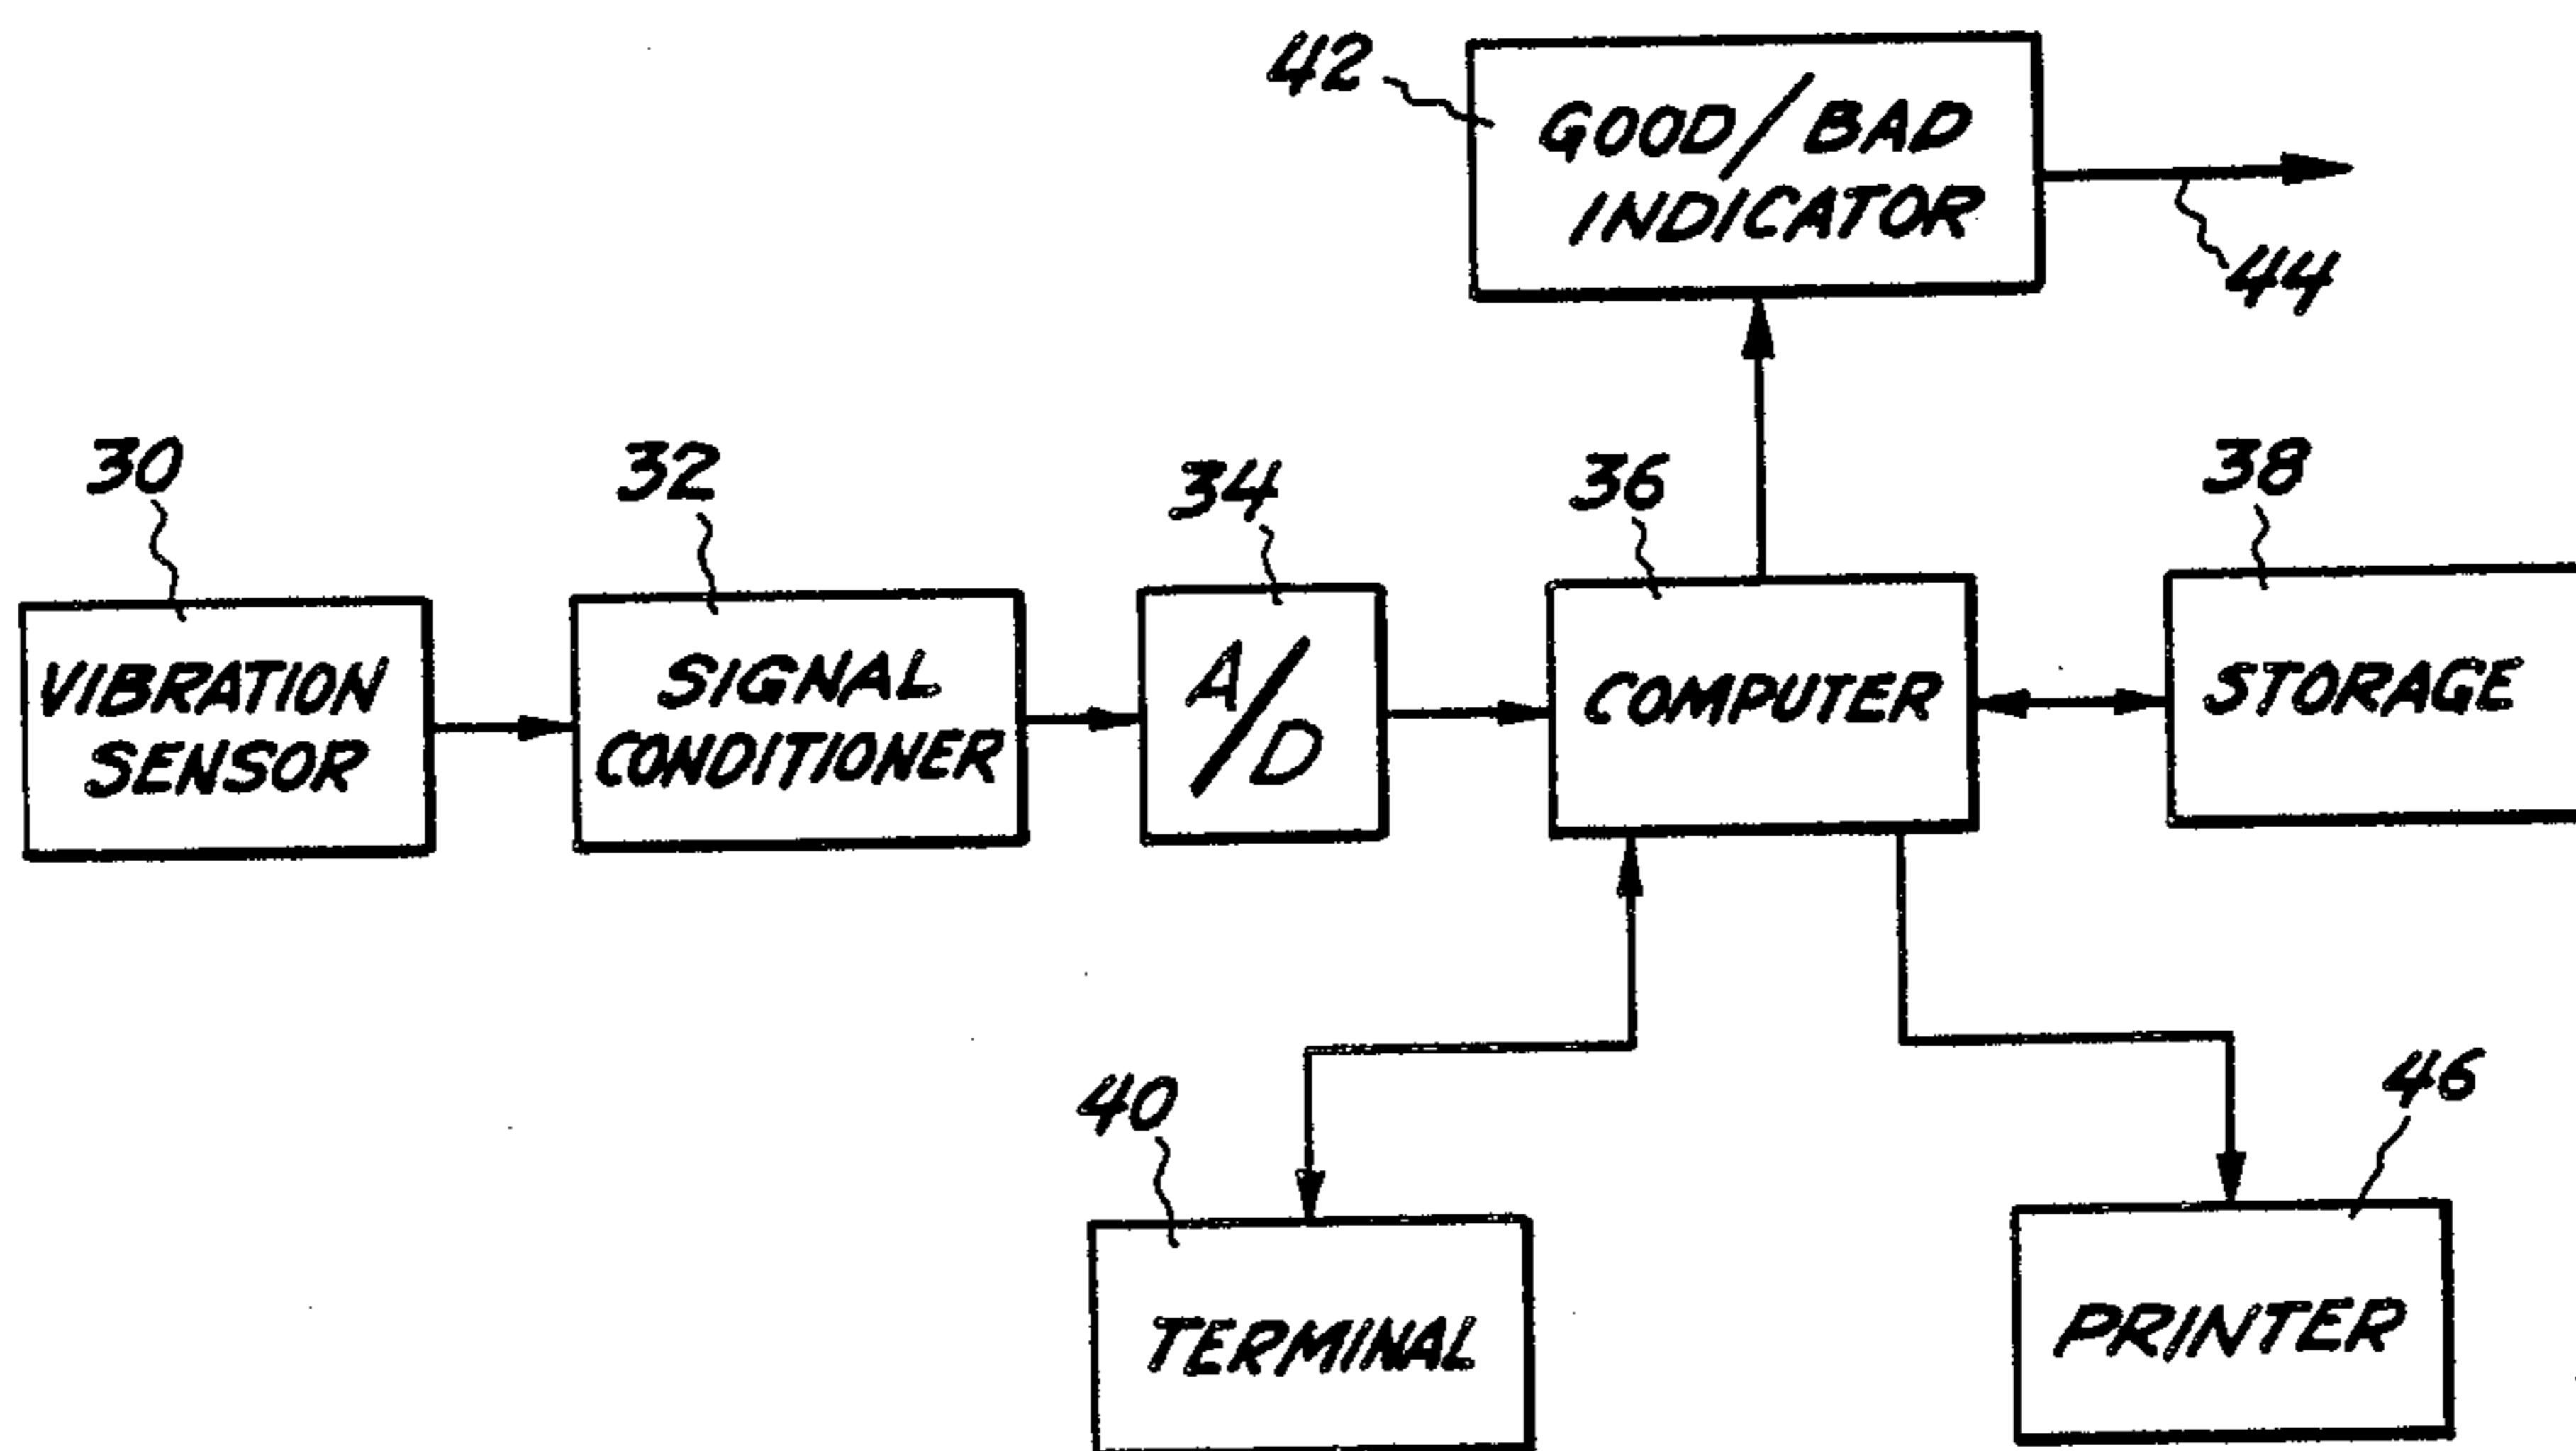 42
GOOD/BAD
INDICATOR
44
30
32
34
36
38
VIBRATION
SENSOR
SIGNAL
CONDITIONER
A/D
COMPUTER
STORAGE
40
46
TERMINAL
PRINTER